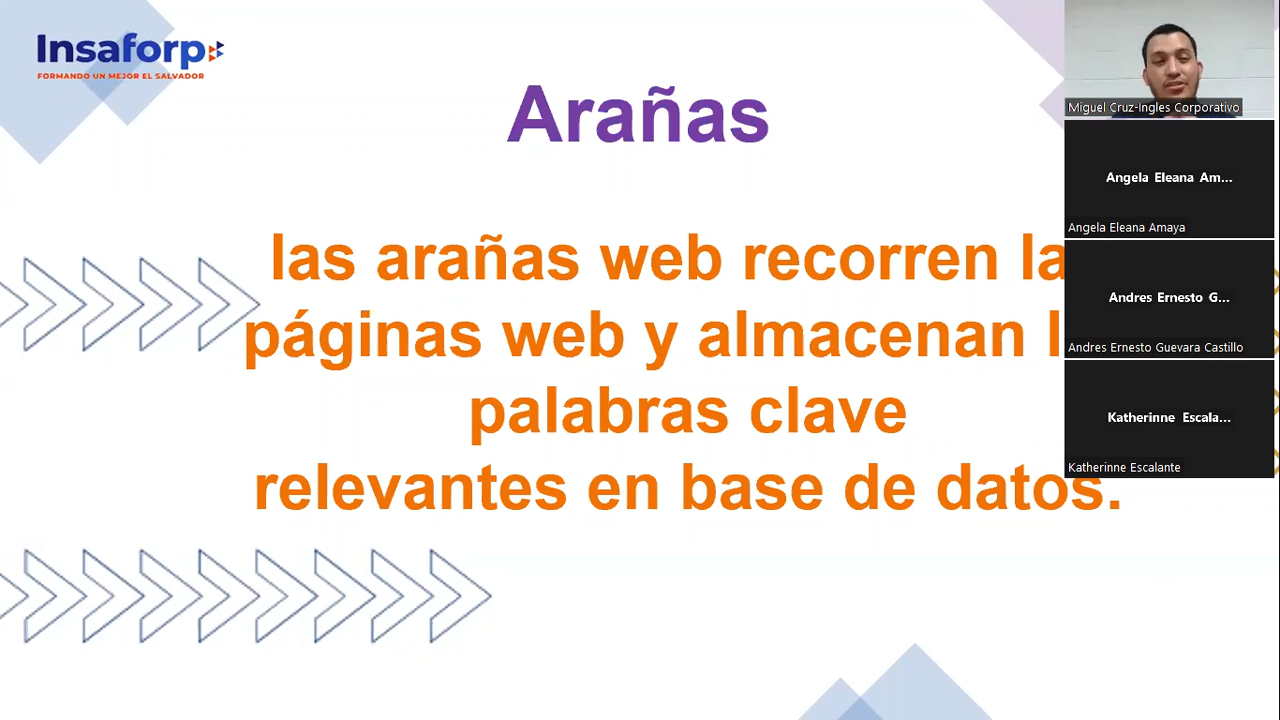 Insaforp
FORMANDO UN MEJOR EL SALVADOR
Arañas
las arañas web recorren
páginas web y almacenan
palabras clave
relevantes en base de datos.
Miguel Cruz-Ingles Corporativo
Angela Eleana Am...
Angela Eleana Amaya
Andres Ernesto G...
Andres Ernesto Guevara Castillo
Katherinne Escala...
Katherinne Escalante